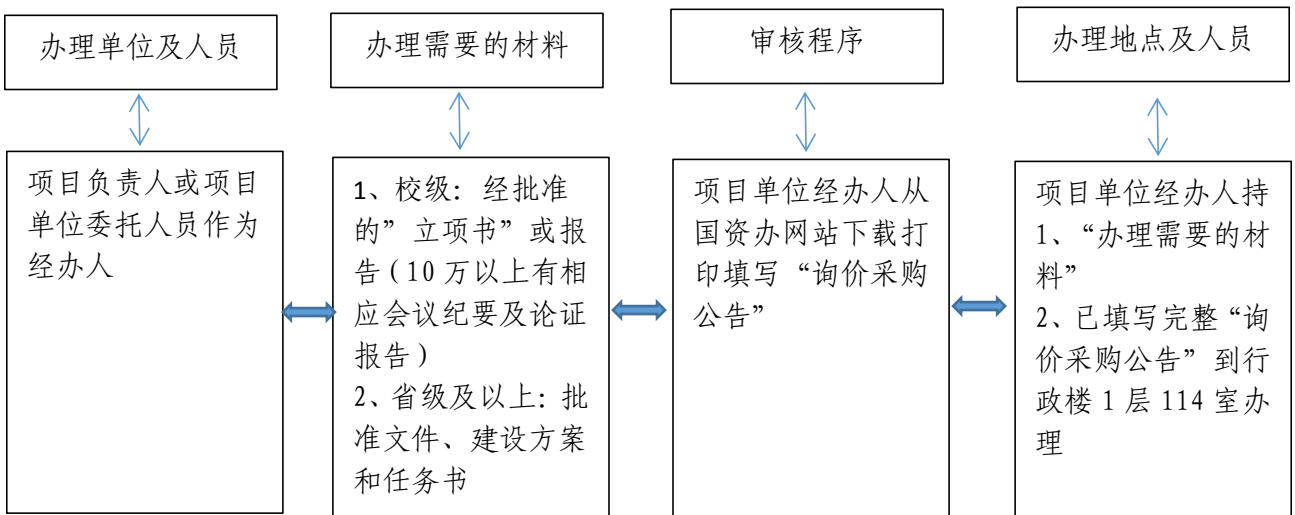 办理单位及人员
办理需要的材料
审核程序
办理地点及人员
项目负责人或项目
单位委托人员作为
经办人
1、校级：经批准
的”立项书”或报
告（10万以上有相
应会议纪要及论证
报告）
2、省级及以上：批
准文件、建设方案
和任务书
项目单位经办人从
国资办网站下载打
印填写“询价采购
公告”
项目单位经办人持
1、“办理需要的材
料”
2、已填写完整“询
价采购公告”到行
政楼1层114室办
理